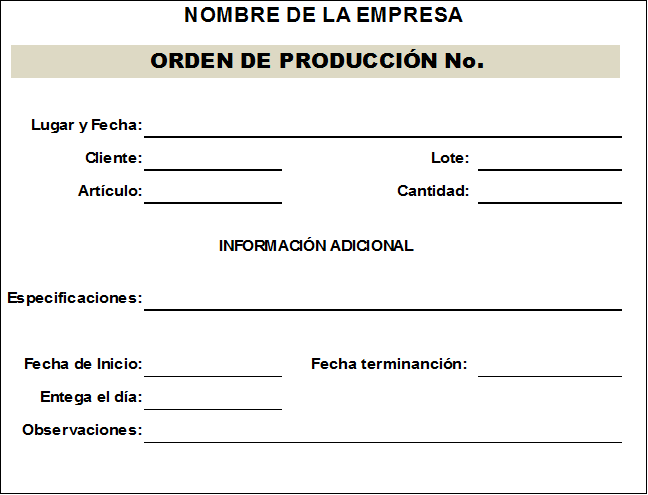 NOMBRE DE LA EMPRESA
ORDEN DE PRODUCCIÓN No.
Lugar y Fecha:
Cliente: Lote:
Artículo: Cantidad:
INFORMACIÓN ADICIONAL
Especificaciones:
Fecha de Inicio: Fecha terminanción:
Entega el día:
Observaciones: